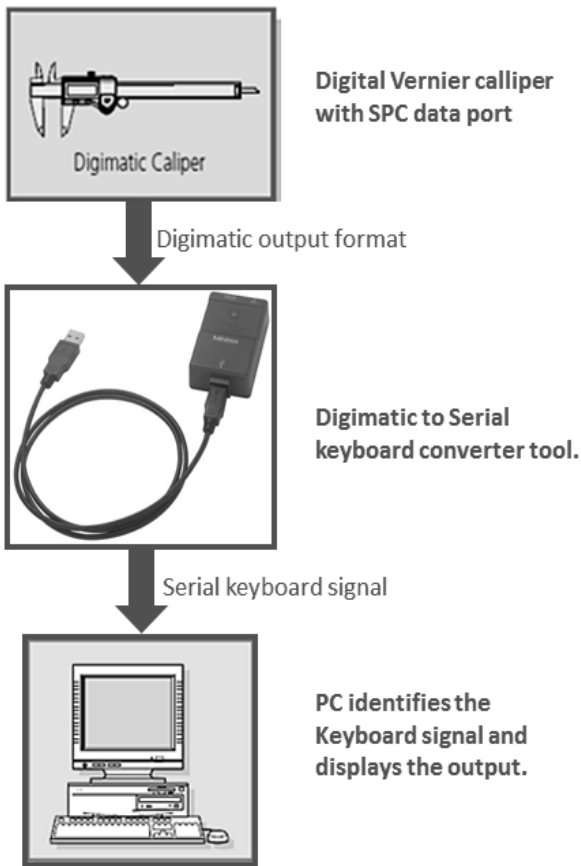 Digimatic Caliper
Digital Vernier calliper
with SPC data port
Digimatic output format
Digimatic to Serial
keyboard converter tool.
Serial keyboard signal
PC identifies the
Keyboard signal and
displays the output.